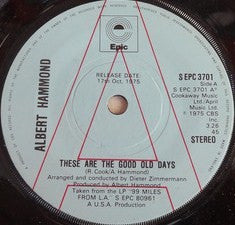 Epic
RELEASE DATE:
17th Oct. 1975
ALBERT HAMMOND
S EPC 3701
Side A
(S EPC 3701 A)
Cookaway Music
Ltd/April
Music Ltd
℗ 1975 CBS
Inc.
3.28
45
STEREO
THESE ARE THE GOOD OLD DAYS
(R. Cook/A. Hammond)
Arranged and conducted by Dieter Zimmermann
Produced by Albert Hammond
Taken from the LP '99 MILES
FROM L.A.' S EPC 80961
A U.S.A. Production
A